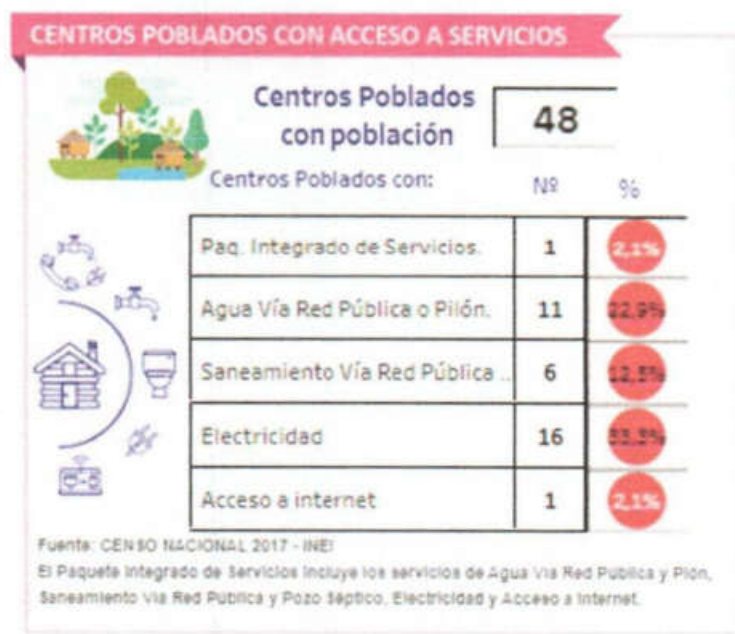 CENTROS POBLADOS CON ACCESO A SERVICIOS
Centros Poblados
con población
48
Centros Poblados con: Nº %
Paq. Integrado de Servicios. 1 2,1%
Agua Vía Red Pública o Pilón. 11 22,9%
Saneamiento Vía Red Pública .. 6 12,5%
Electricidad 16 33,3%
Acceso a internet 1 2,1%
Fuente: CENSO NACIONAL 2017 - INEI
El Paquete Integrado de Servicios incluye los servicios de Agua Vía Red Pública y Pión,
Saneamiento Vía Red Pública y Pozo Séptico, Electricidad y Acceso a Internet.